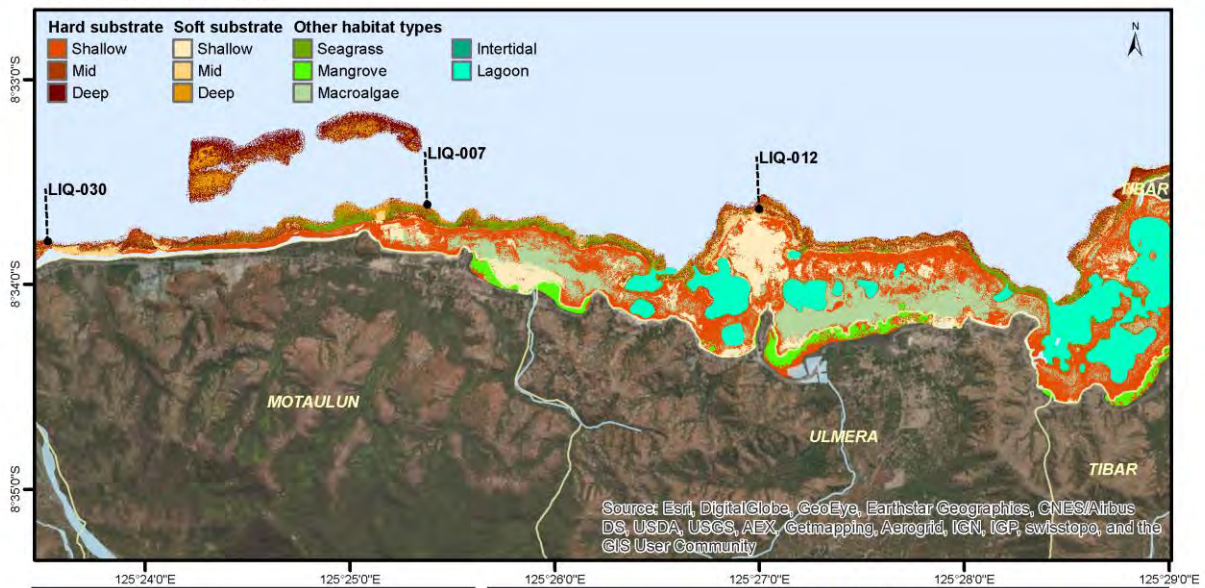 Hard substrate Soft substrate Other habitat types
Shallow Shallow Seagrass Intertidal
Mid Mid Mangrove Lagoon
Deep Deep Macroalgae
N
8°33'0"S
LIQ-007
LIQ-012
LIQ-030
TIBAR
8°34'0"S
MOTAULUN
ULMERA
TIBAR
8°35'0"S
Source: Esri, DigitalGlobe, GeoEye, Earthstar Geographics, CNES/Airbus
DS, USDA, USGS, AEX, Getmapping, Aerogrid, IGN, IGP, swisstopo, and the
GIS User Community
125°24'0"E 125°25'0"E 125°26'0"E 125°27'0"E 125°28'0"E 125°29'0"E